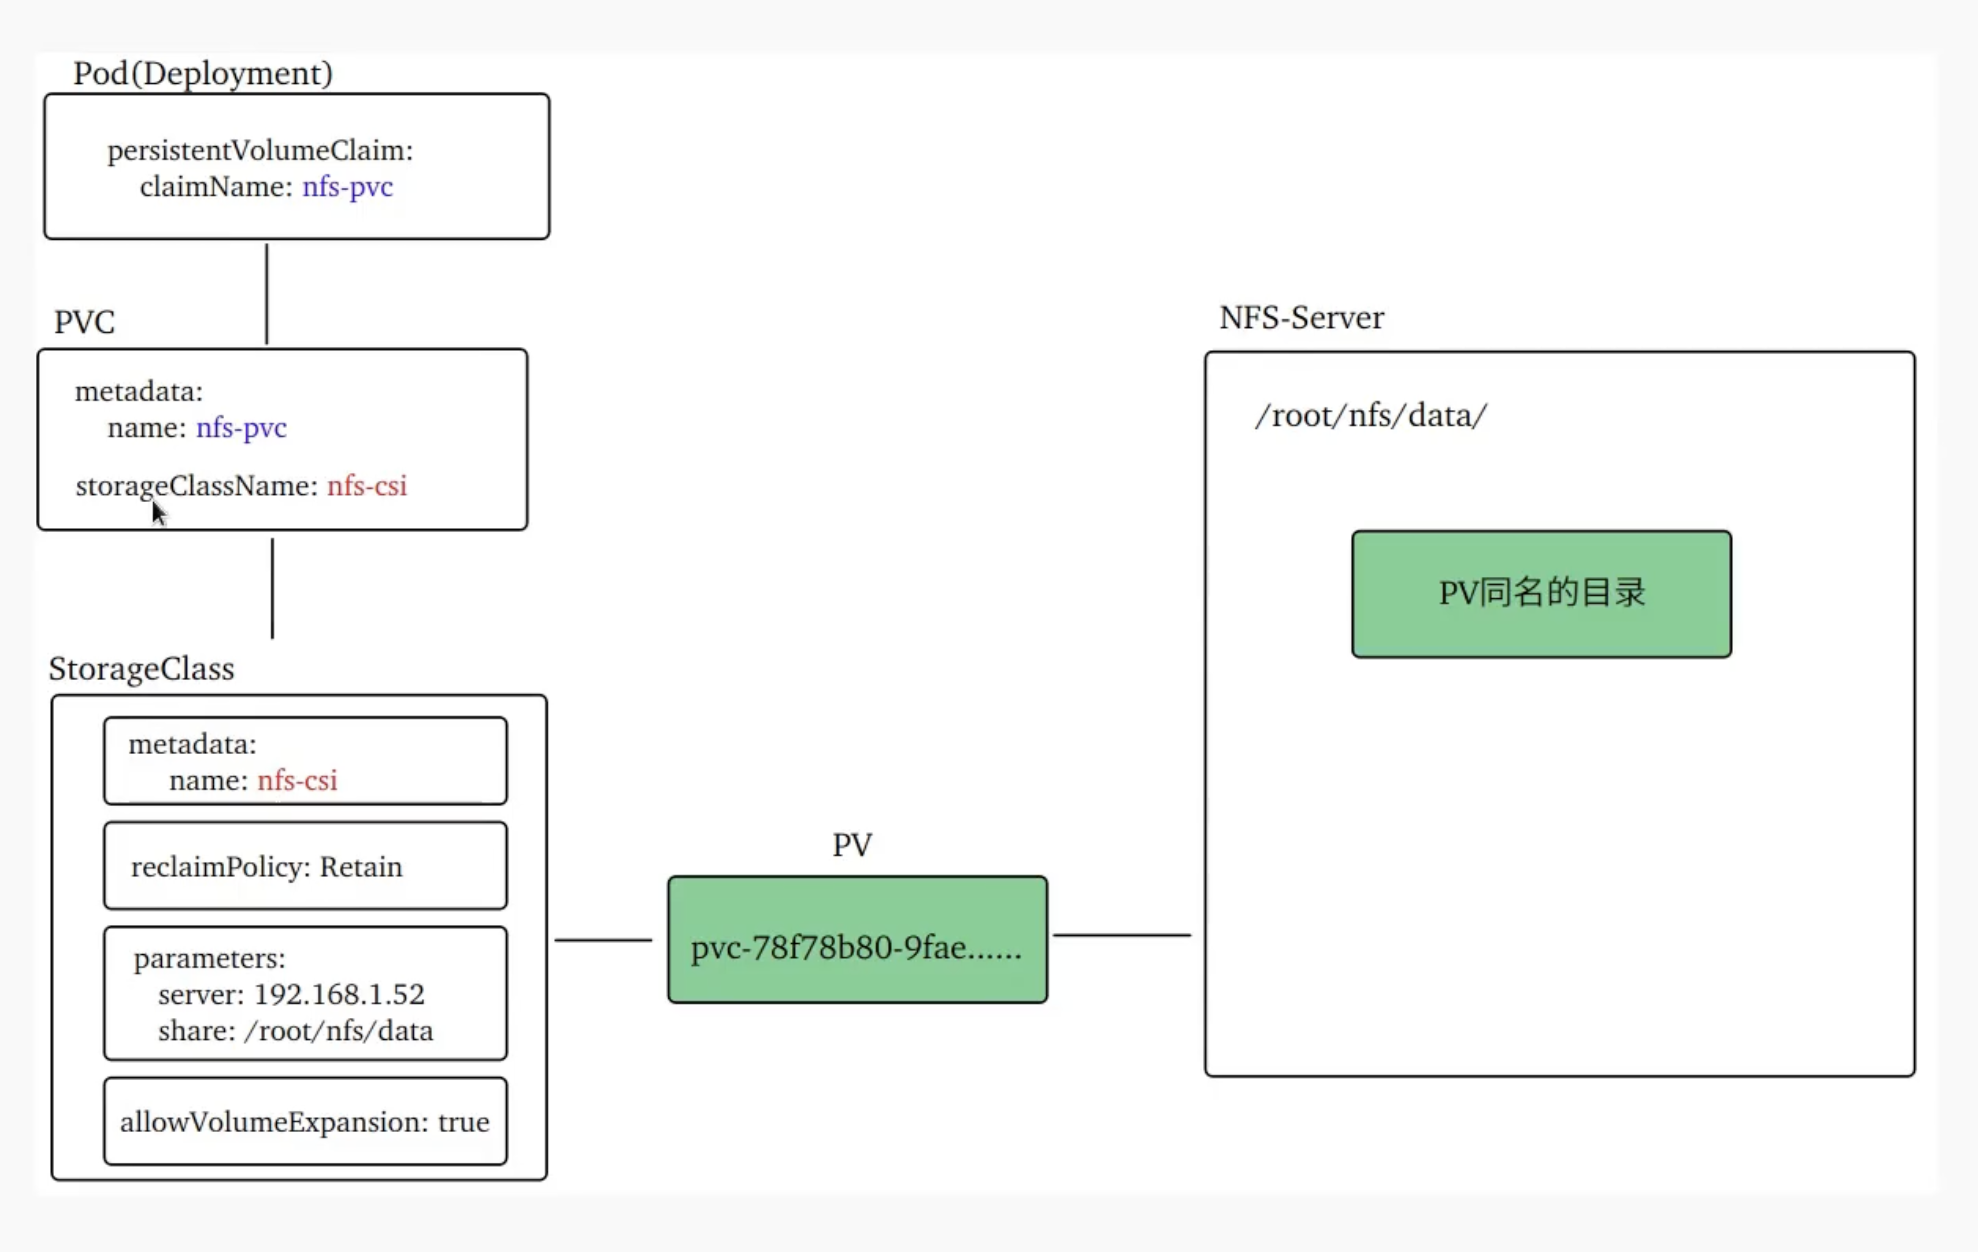 Pod(Deployment)
persistentVolumeClaim:
claimName: nfs-pvc
PVC
metadata:
name: nfs-pvc
storageClassName: nfs-csi
StorageClass
metadata:
name: nfs-csi
reclaimPolicy: Retain
parameters:
server: 192.168.1.52
share: /root/nfs/data
allowVolumeExpansion: true
PV
pvc-78f78b80-9fae......
NFS-Server
/root/nfs/data/
PV同名的目录